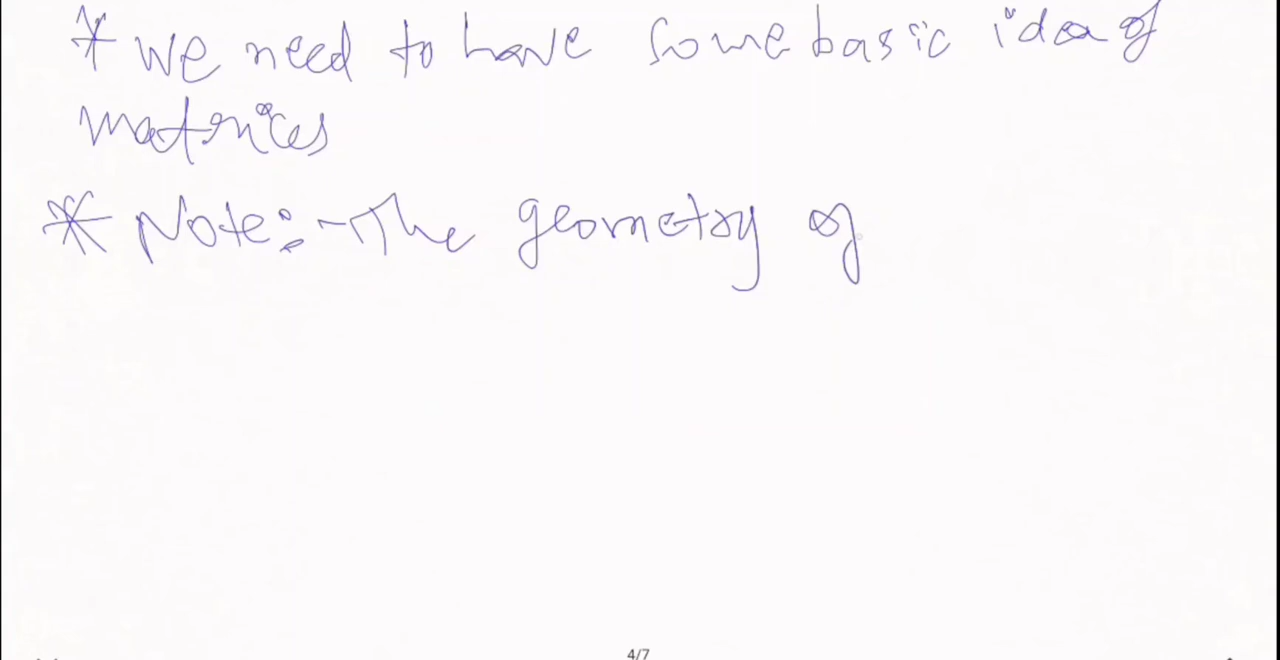 * We need to have some basic idea of
matrices
* Note:- The geometry of
4/7